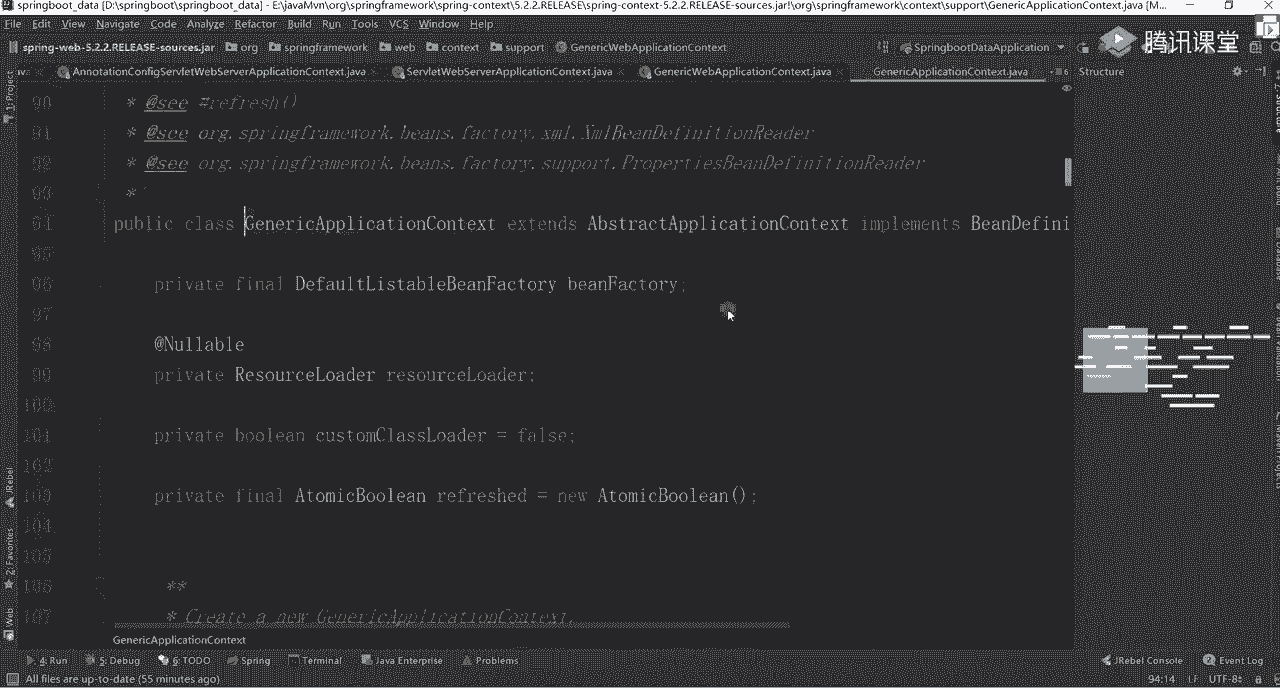 springboot_data [D:\springboot\springboot_data] - E:\javaMvn\org\springframework\spring-context\5.2.2.RELEASE\spring-context-5.2.2.RELEASE-sources.jar!\org\springframework\context\support\GenericApplicationContext.java [M...
File Edit View Navigate Code Analyze Refactor Build Run Tools VCS Window Help
spring-web-5.2.2.RELEASE-sources.jar org springframework web context support GenericWebApplicationContext SpringbootDataApplication 腾讯课堂
AnnotationConfigServletWebServerApplicationContext.java ServletWebServerApplicationContext.java GenericWebApplicationContext.java GenericApplicationContext.java Structure
1: Project
90 * @see #refresh()
91 * @see org.springframework.beans.factory.xml.XmlBeanDefinitionReader
92 * @see org.springframework.beans.factory.support.PropertiesBeanDefinitionReader
93 *
94 public class GenericApplicationContext extends AbstractApplicationContext implements BeanDefini
95
96 private final DefaultListableBeanFactory beanFactory;
97
98 @Nullable
99 private ResourceLoader resourceLoader;
100
101 private boolean customClassLoader = false;
102
103 private final AtomicBoolean refreshed = new AtomicBoolean();
104
105
106 **
107 * Create a new GenericApplicationContext.
JRebel
2: Favorites
Web
GenericApplicationContext
4: Run 5: Debug 6: TODO Spring Terminal Java Enterprise Problems JRebel Console Event Log
All files are up-to-date (55 minutes ago) 94:14 LF UTF-8